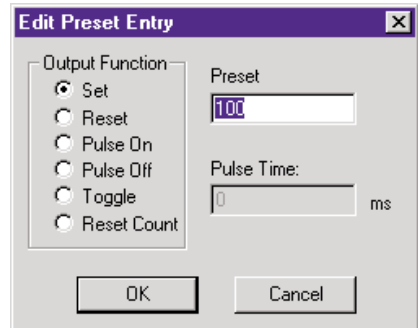 Edit Preset Entry
Output Function
Set
Reset
Pulse On
Pulse Off
Toggle
Reset Count
Preset
100
Pulse Time:
0
ms
OK
Cancel